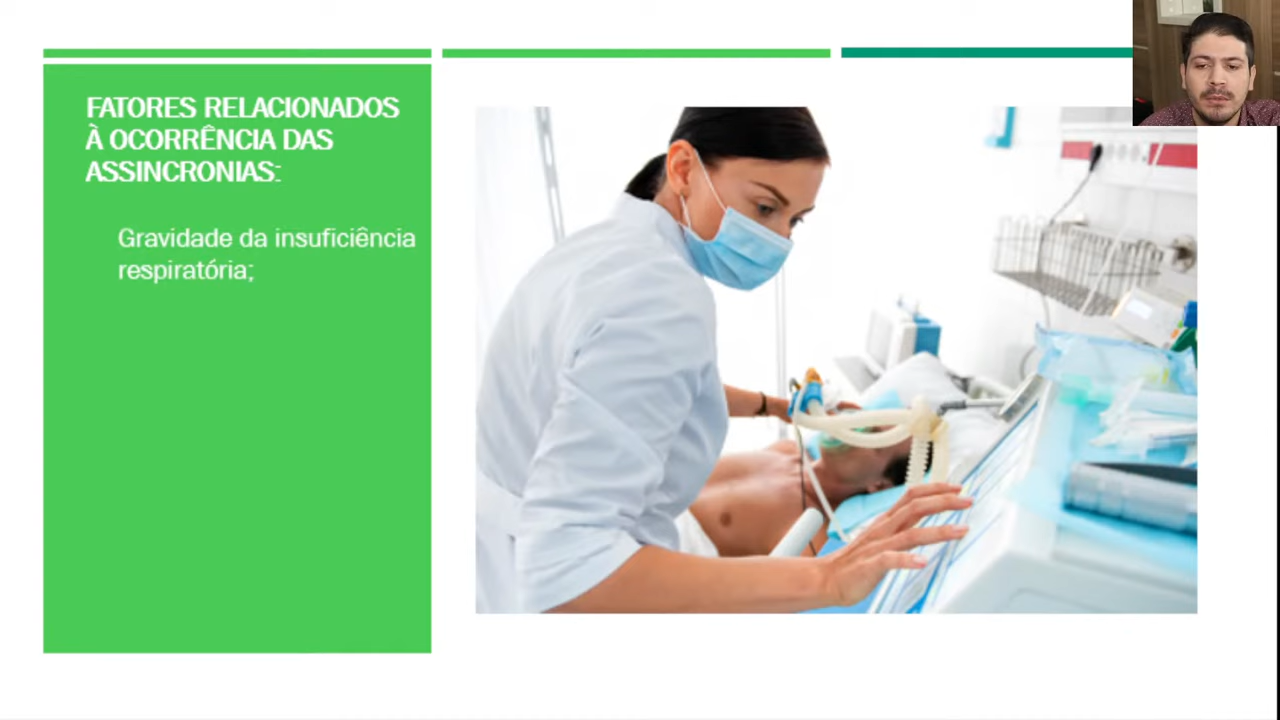 FATORES RELACIONADOS
À OCORRÊNCIA DAS
ASSINCRONIAS:
Gravidade da insuficiência
respiratória;